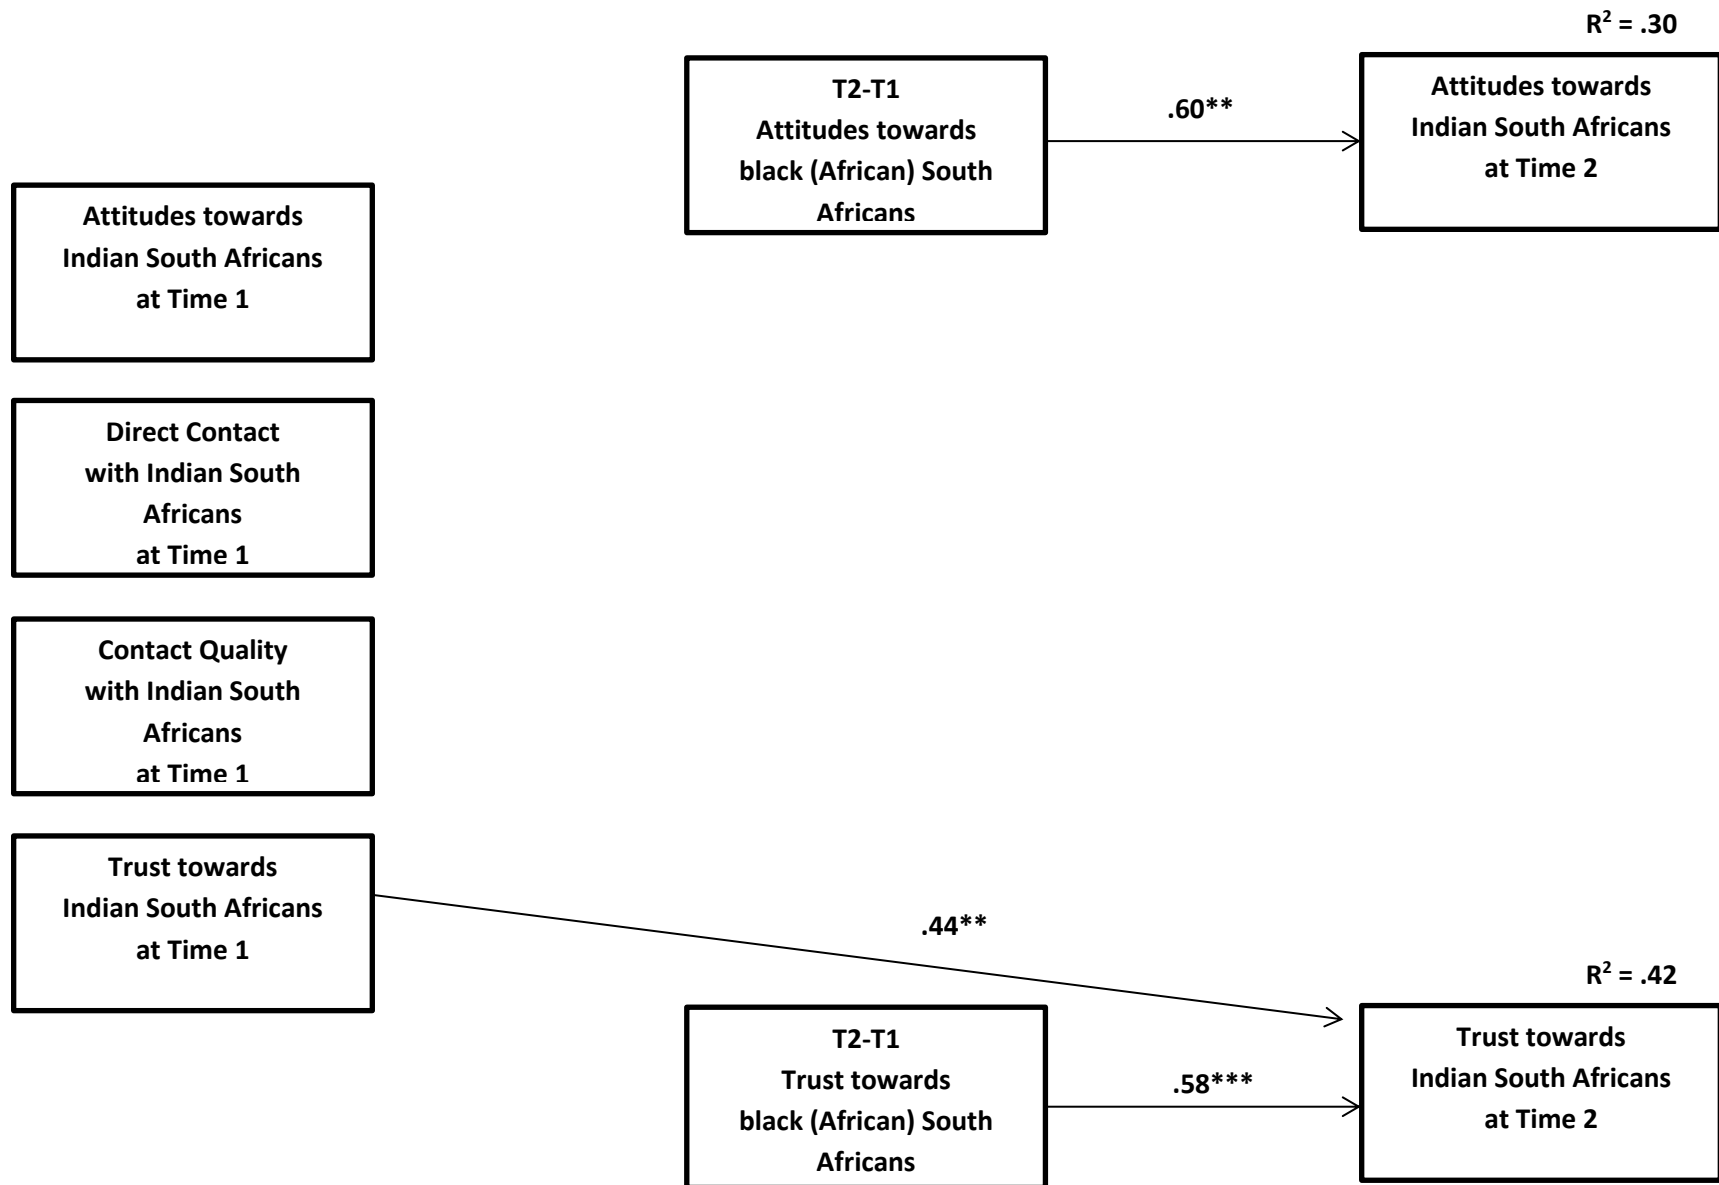 R² = .30
T2-T1
Attitudes towards
black (African) South
Africans
.60**
Attitudes towards
Indian South Africans
at Time 2
Attitudes towards
Indian South Africans
at Time 1
Direct Contact
with Indian South
Africans
at Time 1
Contact Quality
with Indian South
Africans
at Time 1
Trust towards
Indian South Africans
at Time 1
.44**
R² = .42
T2-T1
Trust towards
black (African) South
Africans
.58***
Trust towards
Indian South Africans
at Time 2